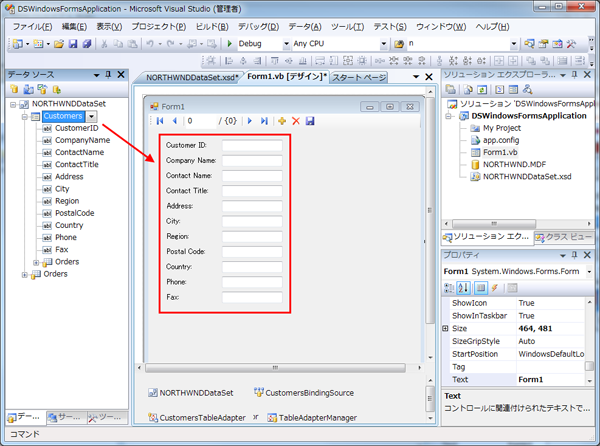 DSWindowsFormsApplication - Microsoft Visual Studio (管理者)
ファイル(F) 編集(E) 表示(V) プロジェクト(P) ビルド(B) デバッグ(D) データ(A) ツール(T) テスト(S) ウィンドウ(W) ヘルプ(H)
Debug Any CPU n
データ ソース
NORTHWNDDataSet
Customers
CustomerID
CompanyName
ContactName
ContactTitle
Address
City
Region
PostalCode
Country
Phone
Fax
Orders
Orders
データ... サー... ツー...
NORTHWNDDataSet.xsd* Form1.vb [デザイン]* スタート ページ
Form1
0 / {0}
Customer ID:
Company Name:
Contact Name:
Contact Title:
Address:
City:
Region:
Postal Code:
Country:
Phone:
Fax:
NORTHWNDDataSet CustomersBindingSource
CustomersTableAdapter TableAdapterManager
ソリューション エクスプローラ...
ソリューション 'DSWindowsFormsAp
DSWindowsFormsApplication
My Project
app.config
Form1.vb
NORTHWND.MDF
NORTHWNDDataSet.xsd
ソリューション エク... クラス ビュー
プロパティ
Form1 System.Windows.Forms.Form
ShowIcon True
ShowInTaskbar True
Size 464, 481
SizeGripStyle Auto
StartPosition WindowsDefaultLo
Tag
Text Form1
Text
コントロールに関連付けられたテキストで...
コマンド